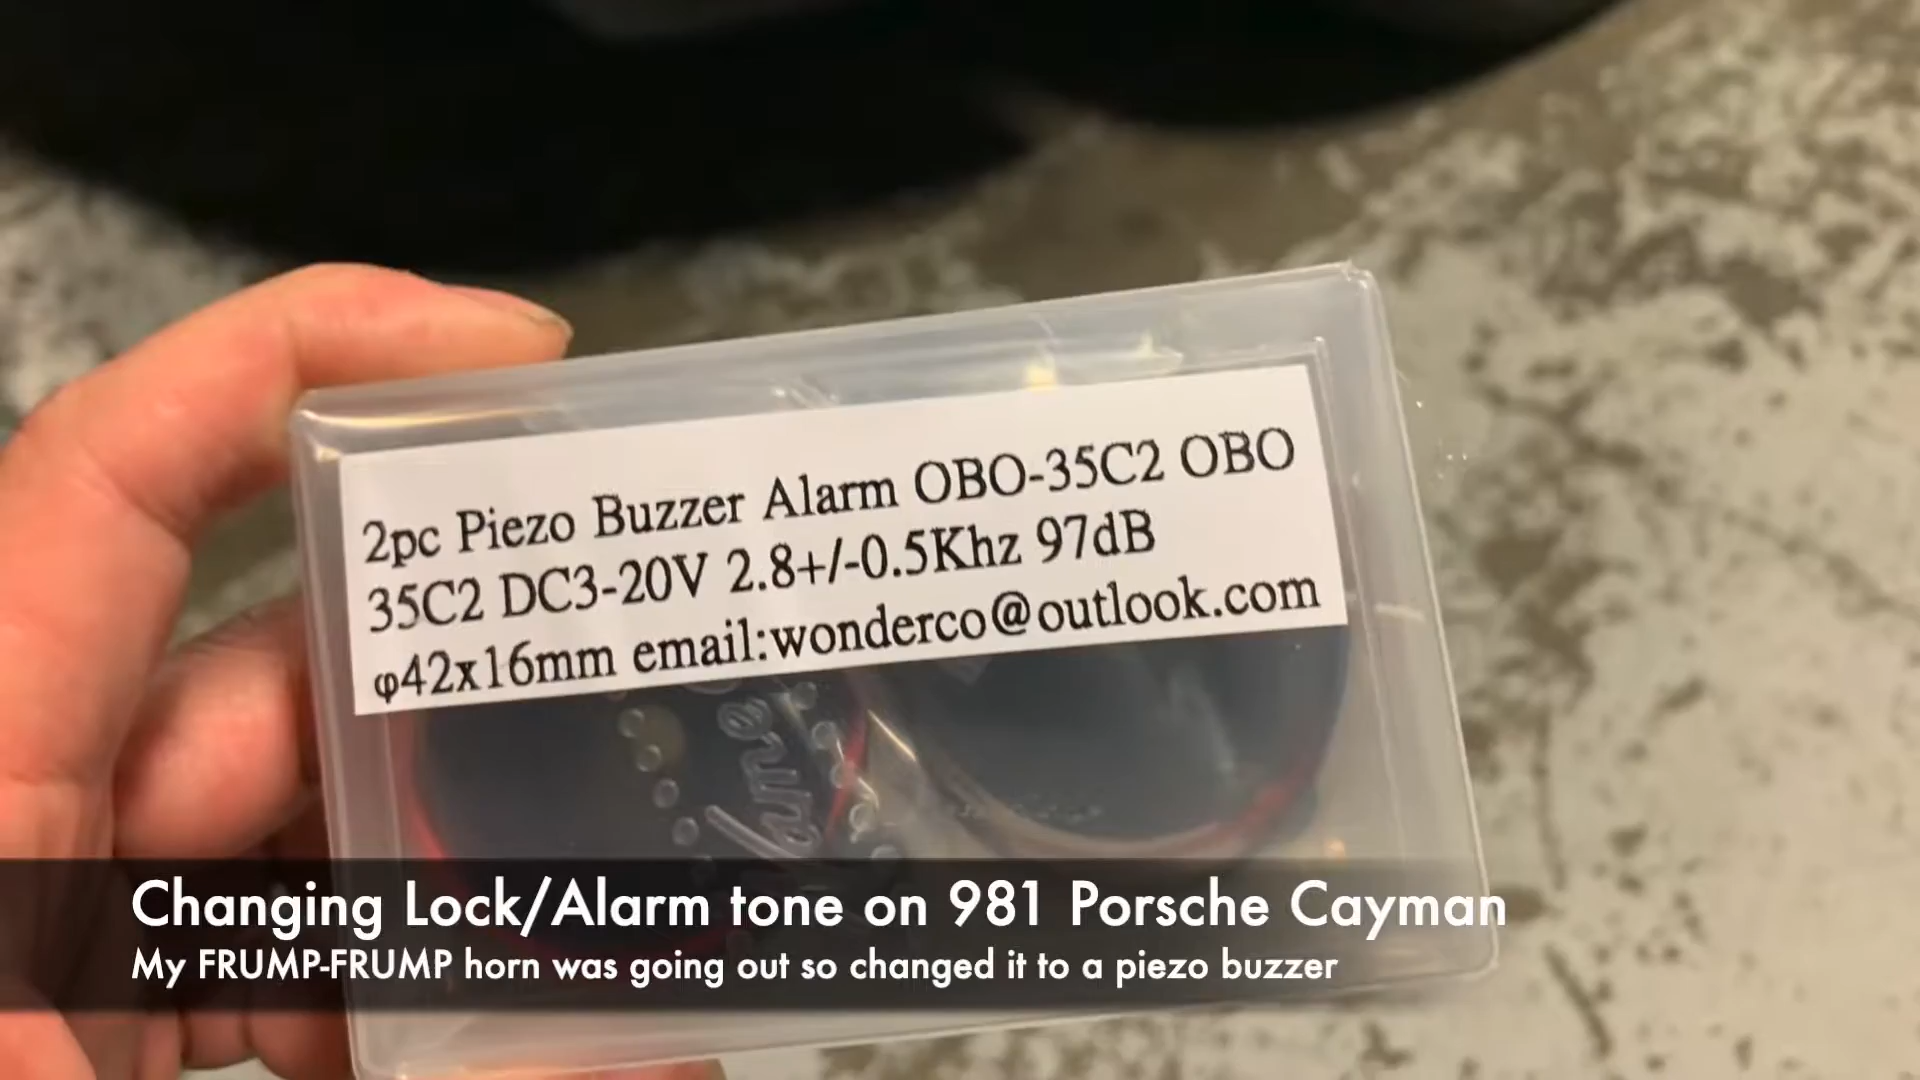 2pc Piezo Buzzer Alarm OBO-35C2 OBO
35C2 DC3-20V 2.8+/-0.5Khz 97dB
φ42x16mm email:wonderco@outlook.com
Changing Lock/Alarm tone on 981 Porsche Cayman
My FRUMP-FRUMP horn was going out so changed it to a piezo buzzer